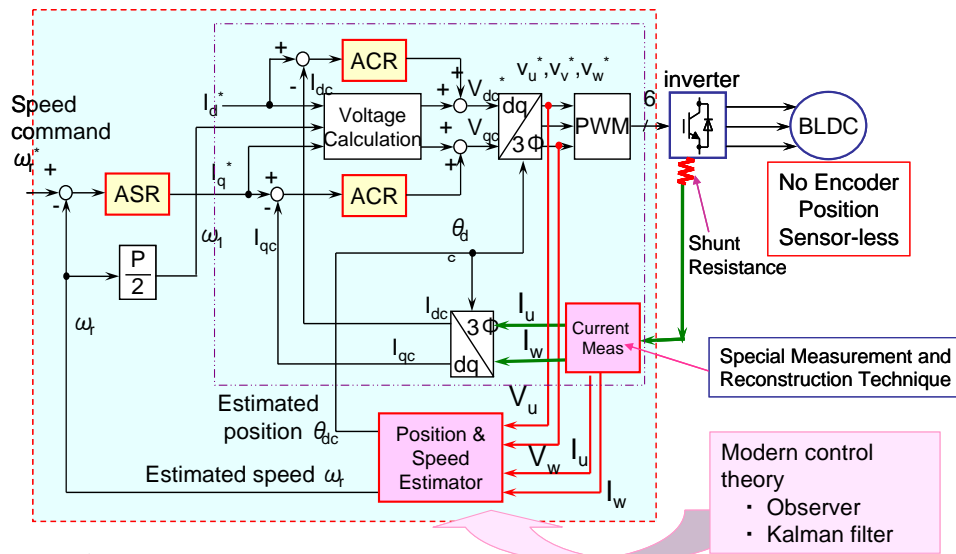 Speed
command
ωr*
+
-
ASR
P
2
ω1
ωr
Id*
Iq*
+
-
Idc
ACR
Voltage
Calculation
+
-
Iqc
ACR
+
+
Vdc*
+
+
Vqc*
vu*,vv*,vw*
dq
3Φ
PWM
6
inverter
BLDC
No Encoder
Position
Sensor-less
Shunt
Resistance
θdc
Idc
Iqc
3Φ
dq
Iu
Iw
Current
Meas
Special Measurement and
Reconstruction Technique
Estimated
position θdc
Estimated speed ωr
Position &
Speed
Estimator
Vu
Vw
Iu
Iw
Modern control
theory
・ Observer
・ Kalman filter